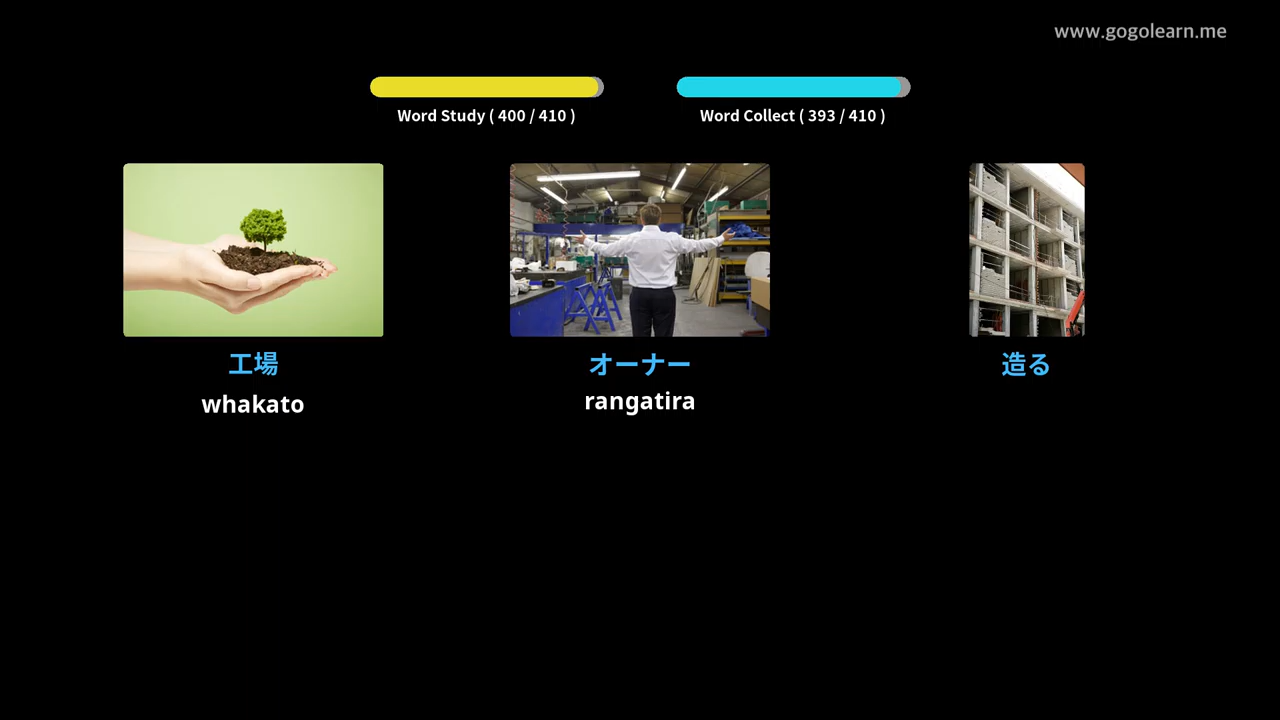 www.gogolearn.me
Word Study ( 400 / 410 )
Word Collect ( 393 / 410 )
工場
オーナー
造る
whakato
rangatira